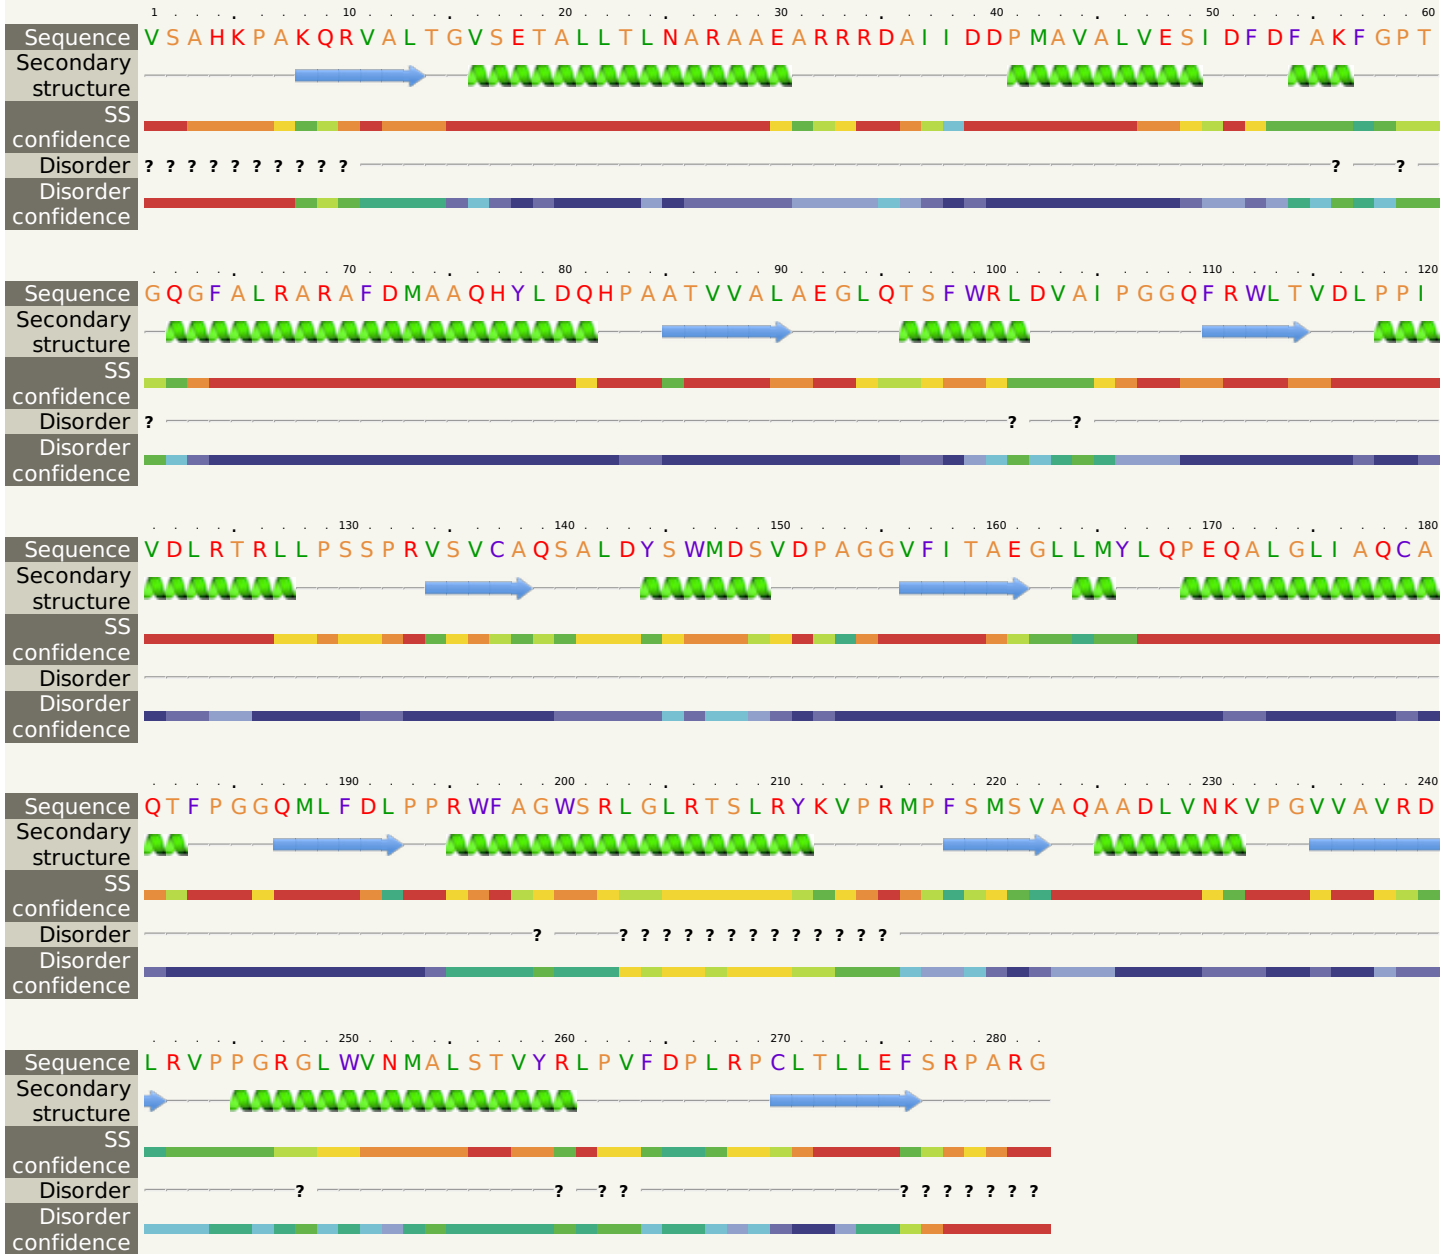 1 10 20 30 40 50 60
Sequence VSAHKPAKQRVALTGVSETALLTLNARAAEARRRDAIIDDPMAVALVESIDFDFAKFGPT
Secondary
structure
SS
confidence
Disorder ? ? ? ? ? ? ? ? ? ? ? ?
Disorder
confidence
70 80 90 100 110 120
Sequence GQGFALRARAFDMAAQHYLDQHPAATVVALAEGLQTSFWRLDVAIPGGQFRWLTVDLPPI
Secondary
structure
SS
confidence
Disorder ? ? ?
Disorder
confidence
130 140 150 160 170 180
Sequence VDLRTRLLPSSPRVSVCAQSALDYSWMDSVDPAGGVFITAEGLLMYLQPEQALGLIAQCA
Secondary
structure
SS
confidence
Disorder
Disorder
confidence
190 200 210 220 230 240
Sequence QTFPGGQMLFDLPPRWFAGWSRLGLRTSLRYKVPRMPFSMSVAQAADLVNKVPGVVAVRD
Secondary
structure
SS
confidence
Disorder ? ? ? ? ? ? ? ? ? ? ? ? ? ?
Disorder
confidence
250 260 270 280
Sequence LRVPPGRGLWVNMALSTVYRLPVFDPLRPCLTLLEFSRPARG
Secondary
structure
SS
confidence
Disorder ? ? ? ? ? ? ? ? ? ? ?
Disorder
confidence